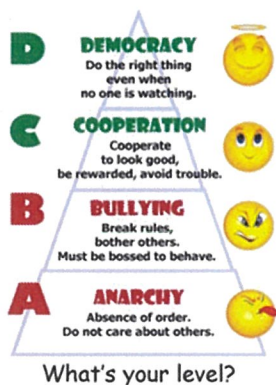 D DEMOCRACY
Do the right thing
even when
no one is watching.
C COOPERATION
Cooperate
to look good,
be rewarded, avoid trouble.
B BULLYING
Break rules,
bother others.
Must be bossed to behave.
A ANARCHY
Absence of order.
Do not care about others.
What's your level?